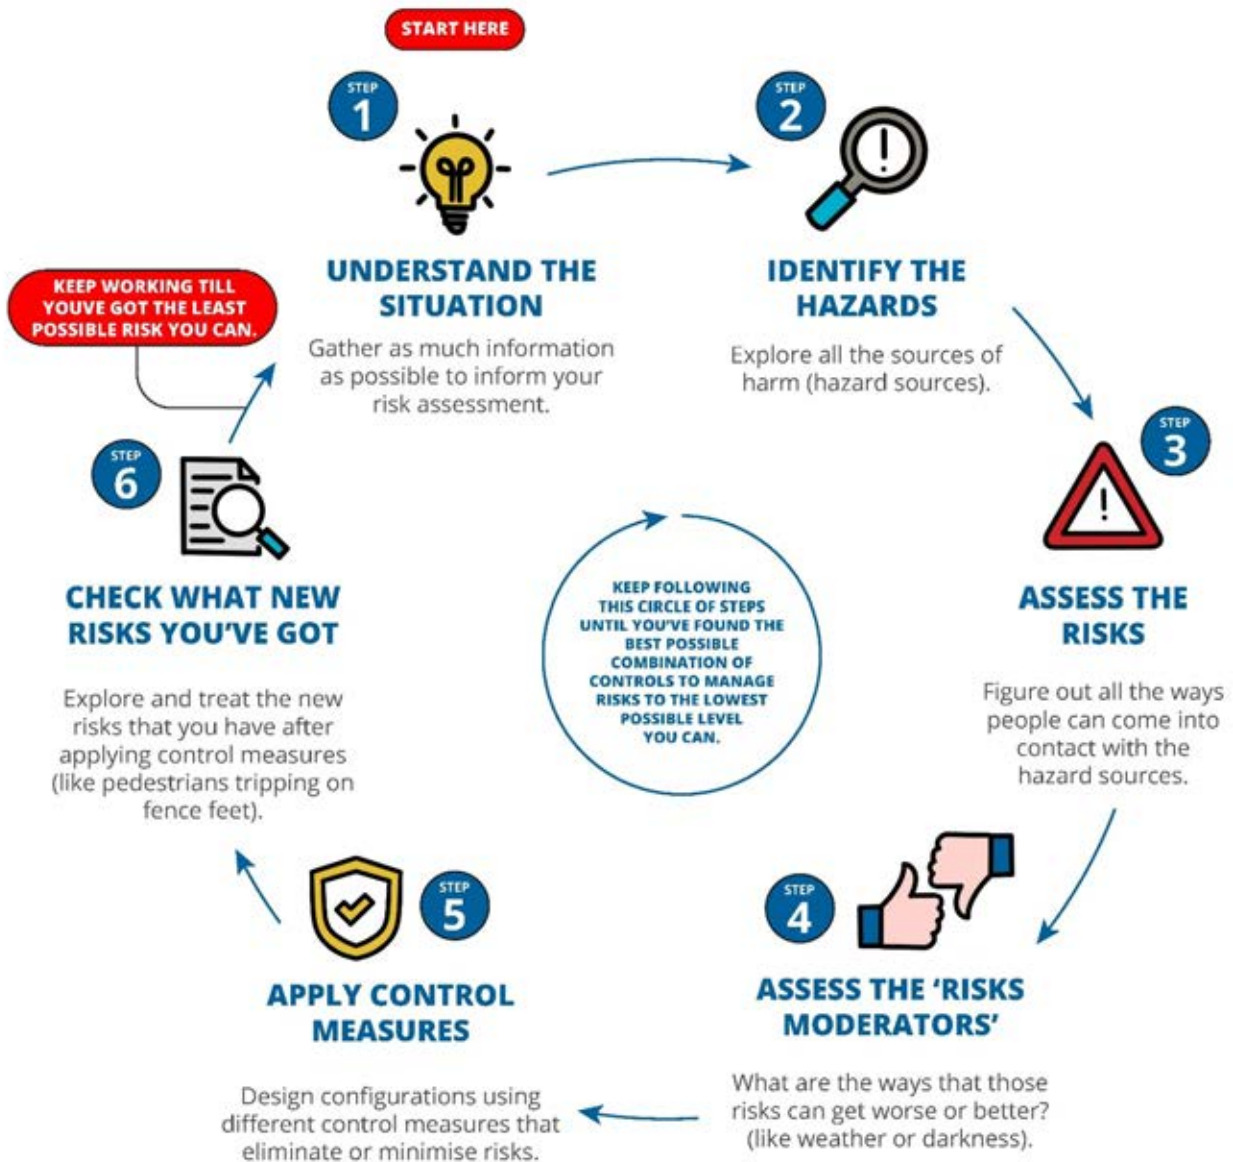 START HERE
STEP
1
UNDERSTAND THE
SITUATION
Gather as much information
as possible to inform your
risk assessment.
STEP
2
IDENTIFY THE
HAZARDS
Explore all the sources of
harm (hazard sources).
STEP
3
ASSESS THE
RISKS
Figure out all the ways
people can come into
contact with the
hazard sources.
STEP
4
ASSESS THE ‘RISKS
MODERATORS’
What are the ways that those
risks can get worse or better?
(like weather or darkness).
STEP
5
APPLY CONTROL
MEASURES
Design configurations using
different control measures that
eliminate or minimise risks.
STEP
6
CHECK WHAT NEW
RISKS YOU’VE GOT
Explore and treat the new
risks that you have after
applying control measures
(like pedestrians tripping on
fence feet).
KEEP WORKING TILL
YOUVE GOT THE LEAST
POSSIBLE RISK YOU CAN.
KEEP FOLLOWING
THIS CIRCLE OF STEPS
UNTIL YOU’VE FOUND THE
BEST POSSIBLE
COMBINATION OF
CONTROLS TO MANAGE
RISKS TO THE LOWEST
POSSIBLE LEVEL
YOU CAN.